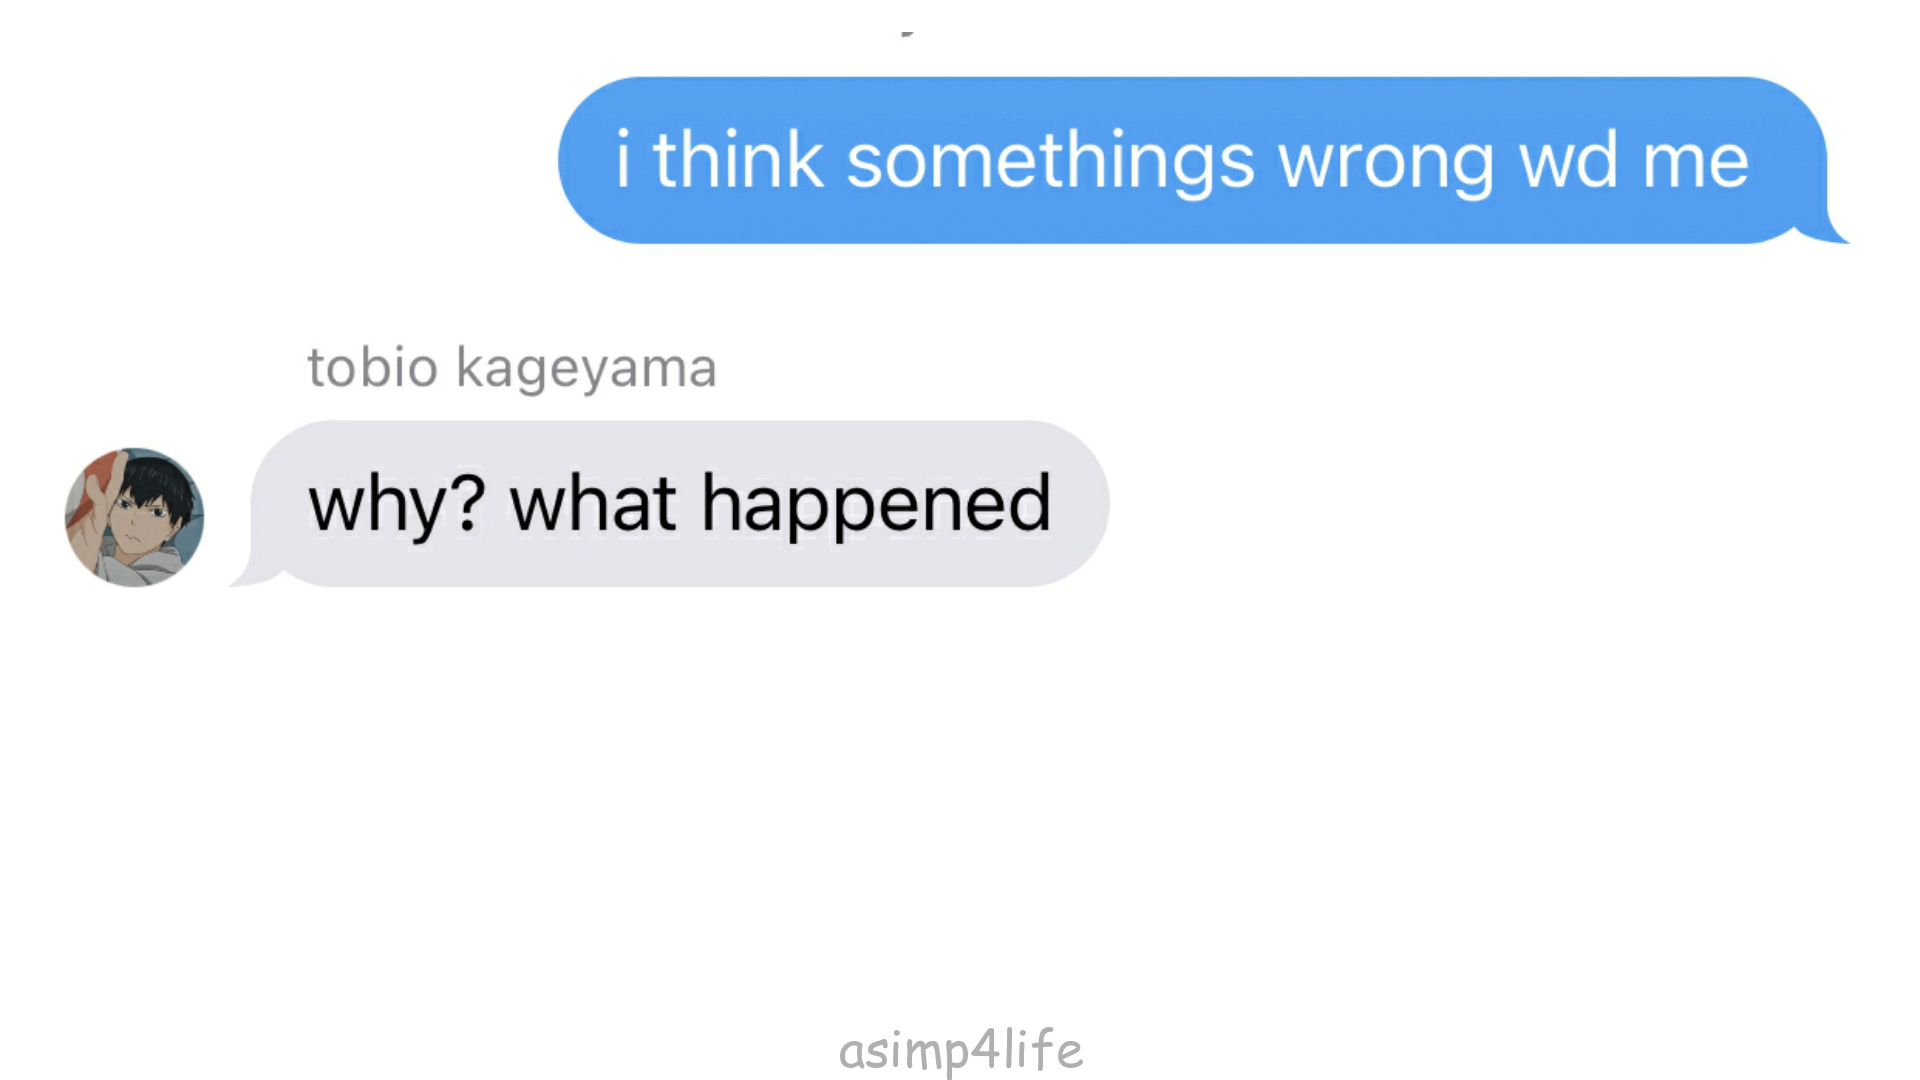 i think somethings wrong wd me
tobio kageyama
why? what happened
asimp4life